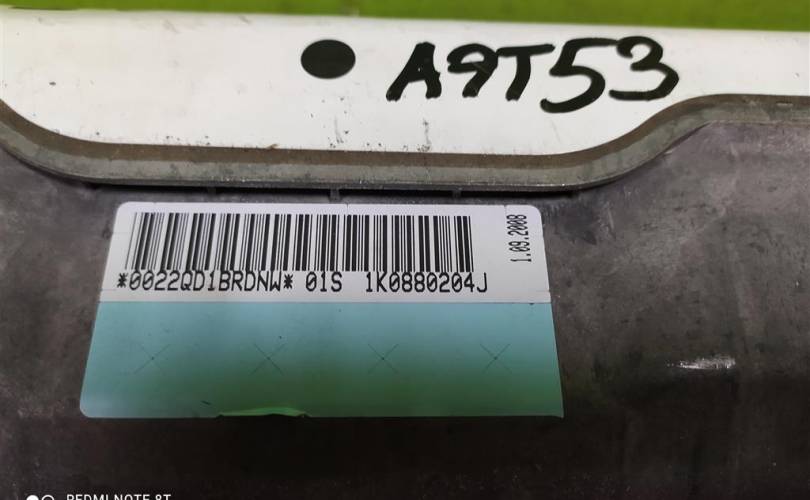 A9T53
1.09.2008
*0022QD1BRDNW* 01S 1K0880204J
REDMI NOTE 8T